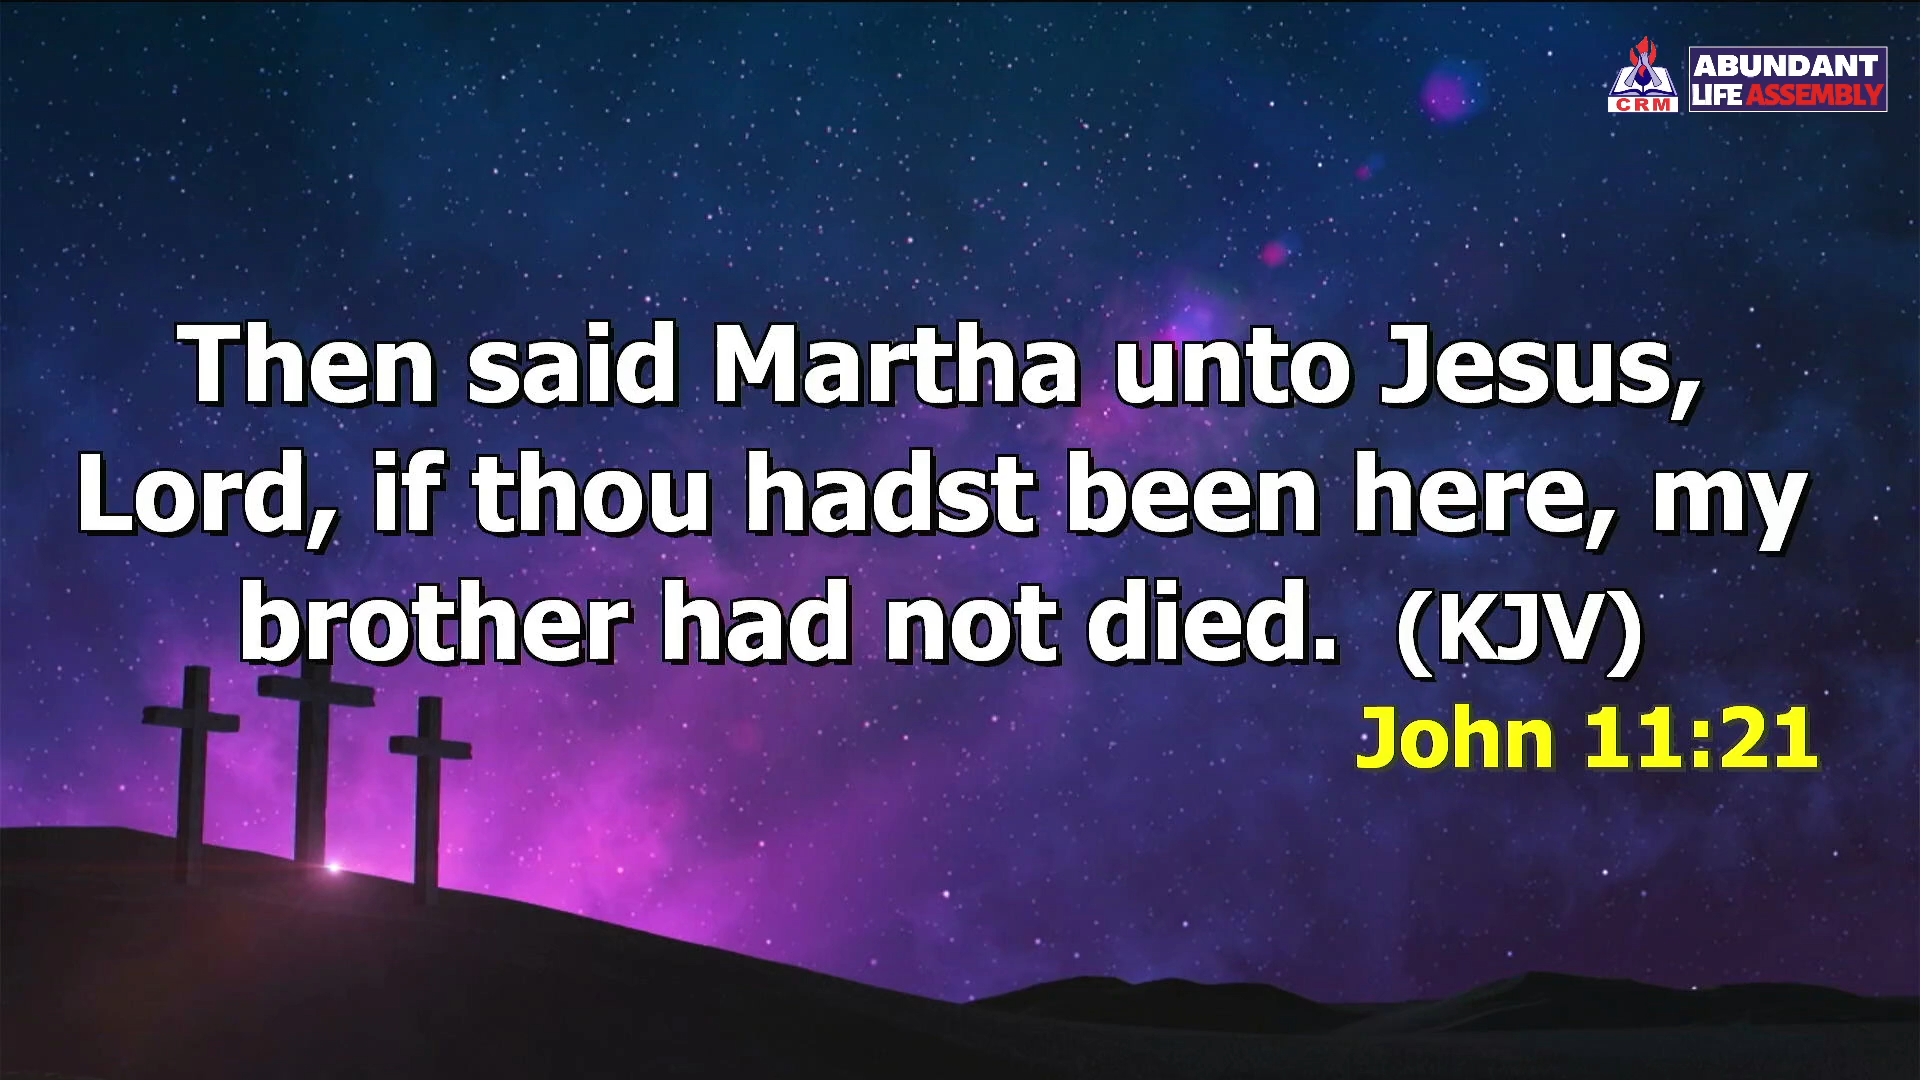 CRM
ABUNDANT
LIFE ASSEMBLY
Then said Martha unto Jesus,
Lord, if thou hadst been here, my
brother had not died. (KJV)
John 11:21